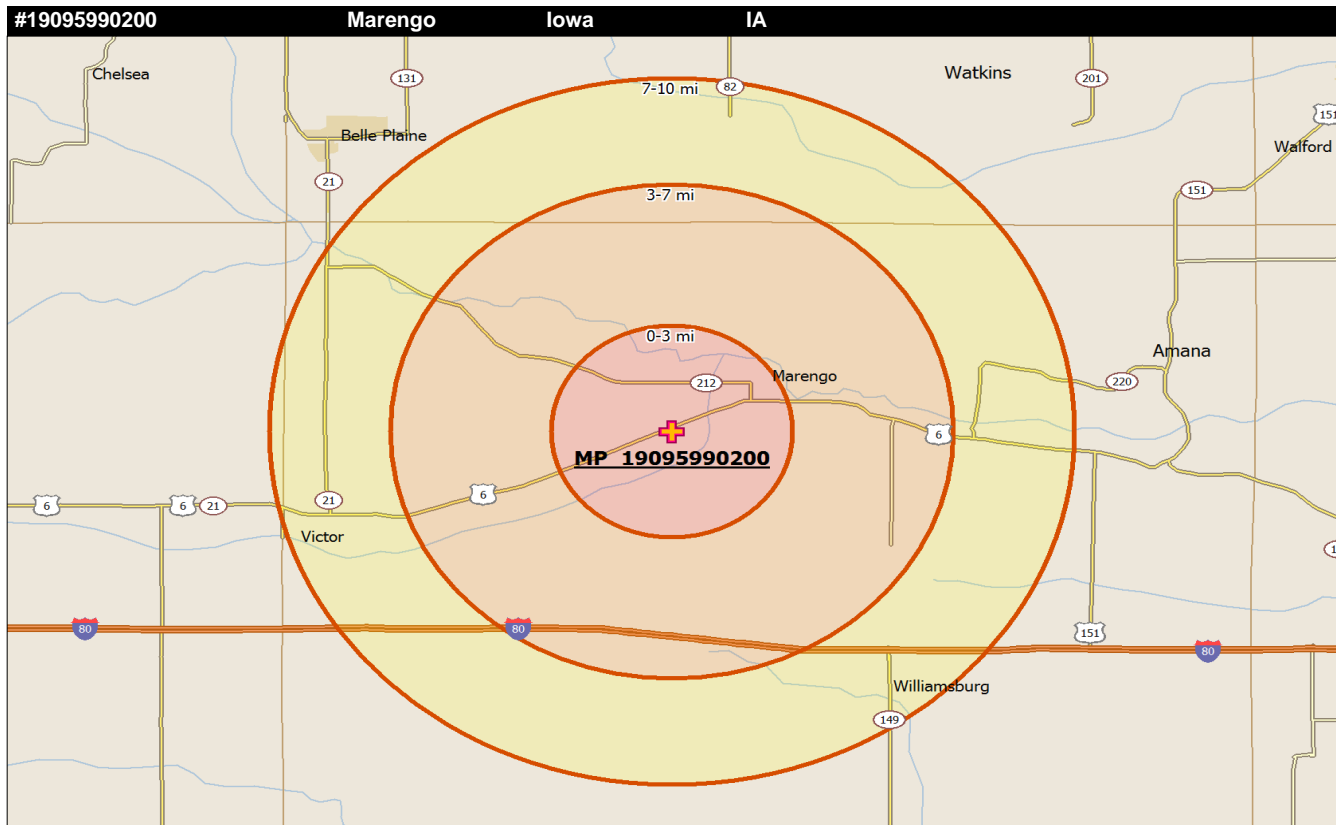 #19095990200 Marengo Iowa IA
Chelsea
131
7-10 mi
82
Watkins
201
151
Belle Plaine
Walford
21
3-7 mi
151
0-3 mi
Amana
212
Marengo
220
6
MP 19095990200
6
6
6
21
21
Victor
80
80
151
80
Williamsburg
149